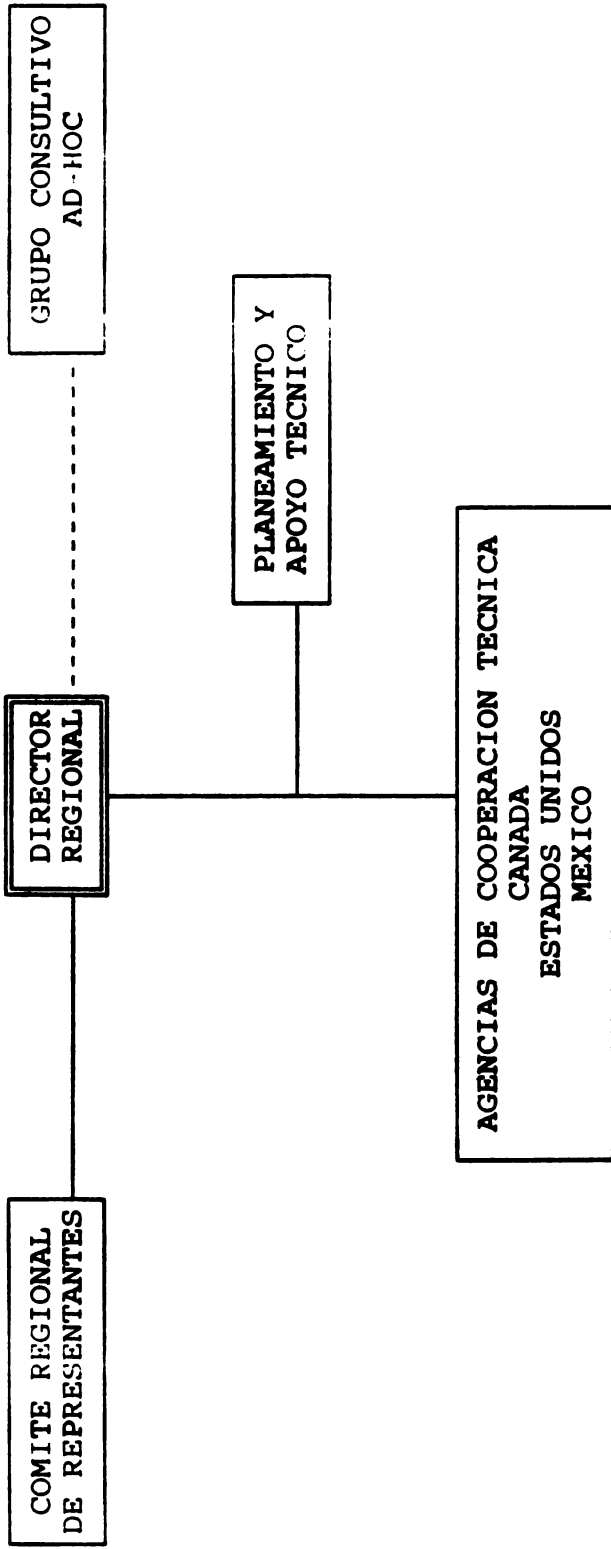 COMITE REGIONAL
DE REPRESENTANTES
DIRECTOR
REGIONAL
GRUPO CONSULTIVO
AD-HOC
PLANEAMIENTO Y
APOYO TECNICO
AGENCIAS DE COOPERACION TECNICA
CANADA
ESTADOS UNIDOS
MEXICO